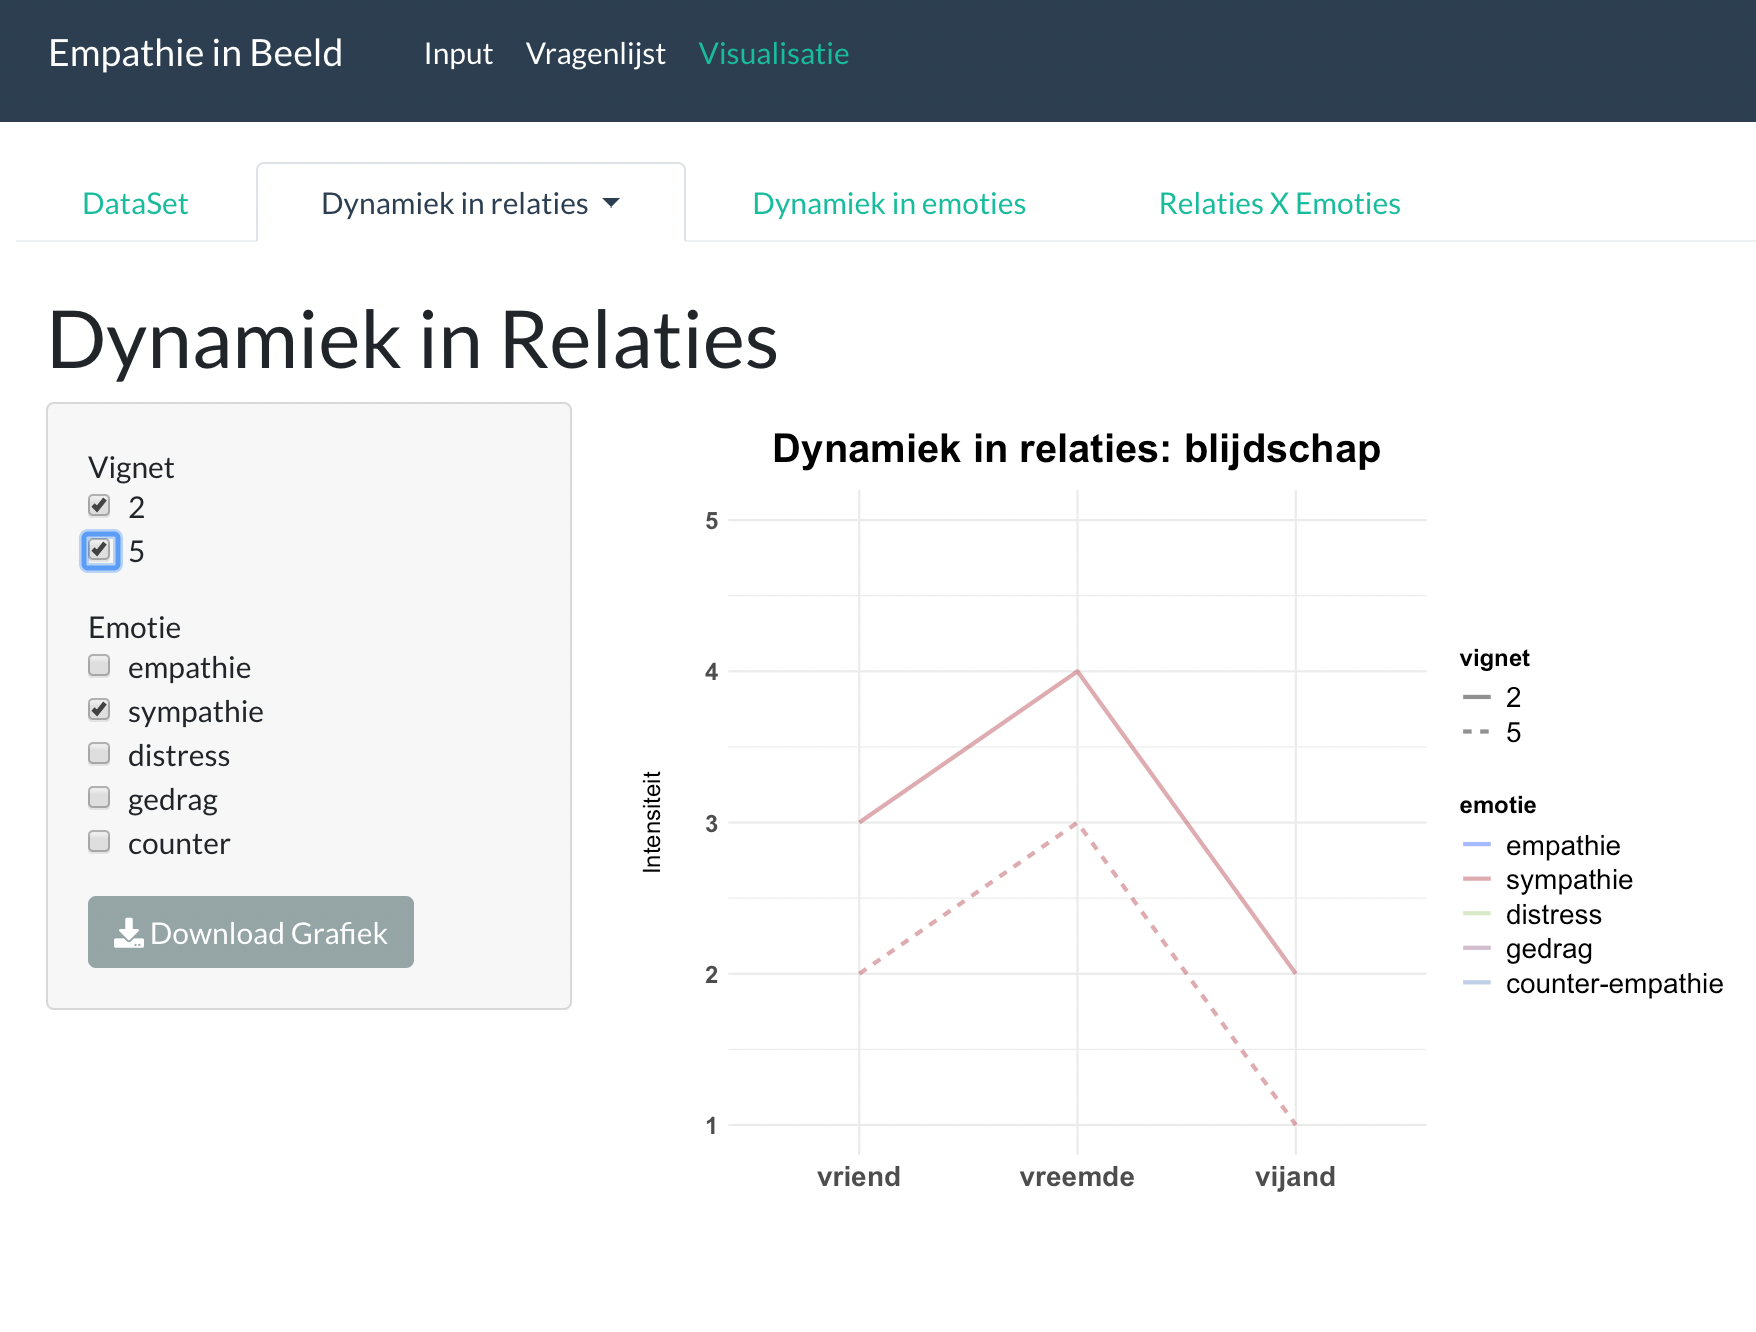 Empathie in Beeld Input Vragenlijst Visualisatie
DataSet Dynamiek in relaties Dynamiek in emoties Relaties X Emoties
Dynamiek in Relaties
Vignet
2
5
Emotie
empathie
sympathie
distress
gedrag
counter
Download Grafiek
Dynamiek in relaties: blijdschap
Intensiteit
5
4
3
2
1
vriend vreemde vijand
vignet
2
5
emotie
empathie
sympathie
distress
gedrag
counter-empathie